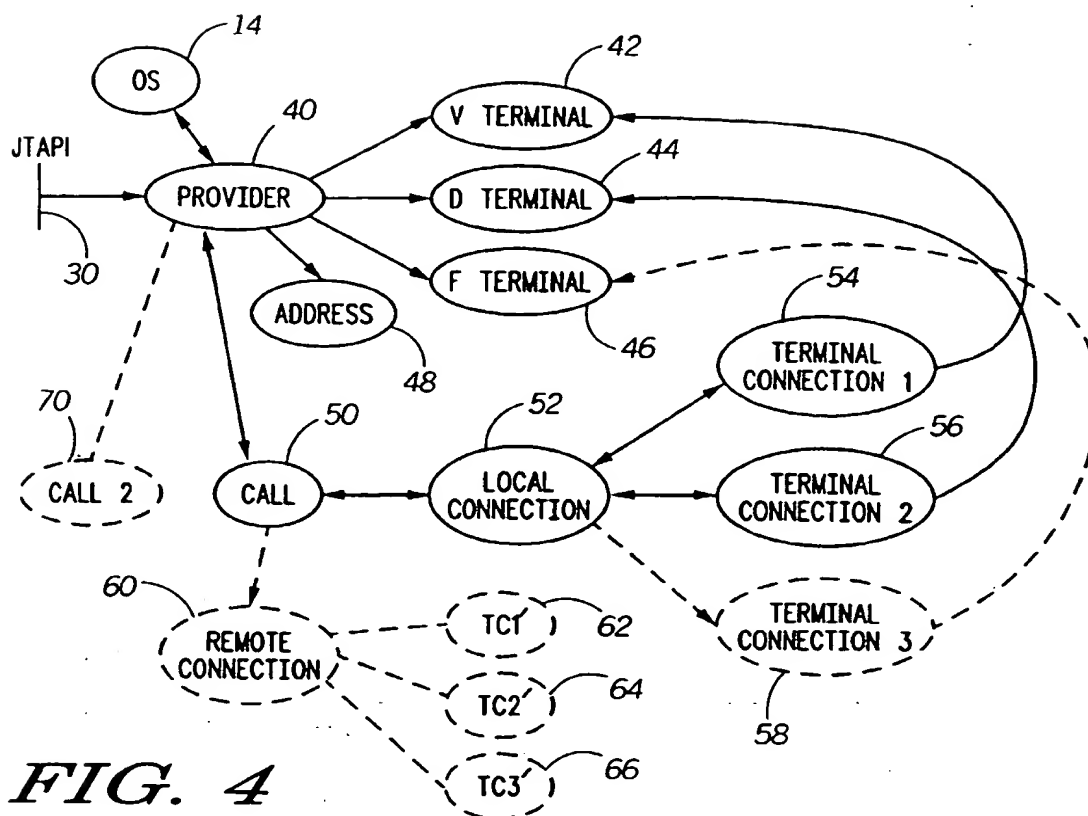 14
OS
42
V TERMINAL
40
JTAPI
PROVIDER
44
D TERMINAL
30
F TERMINAL
46
ADDRESS
48
54
TERMINAL
CONNECTION 1
70
CALL 2
50
CALL
52
LOCAL
CONNECTION
56
TERMINAL
CONNECTION 2
60
REMOTE
CONNECTION
TC1′
62
TC2′
64
TC3′
66
TERMINAL
CONNECTION 3
58
FIG. 4